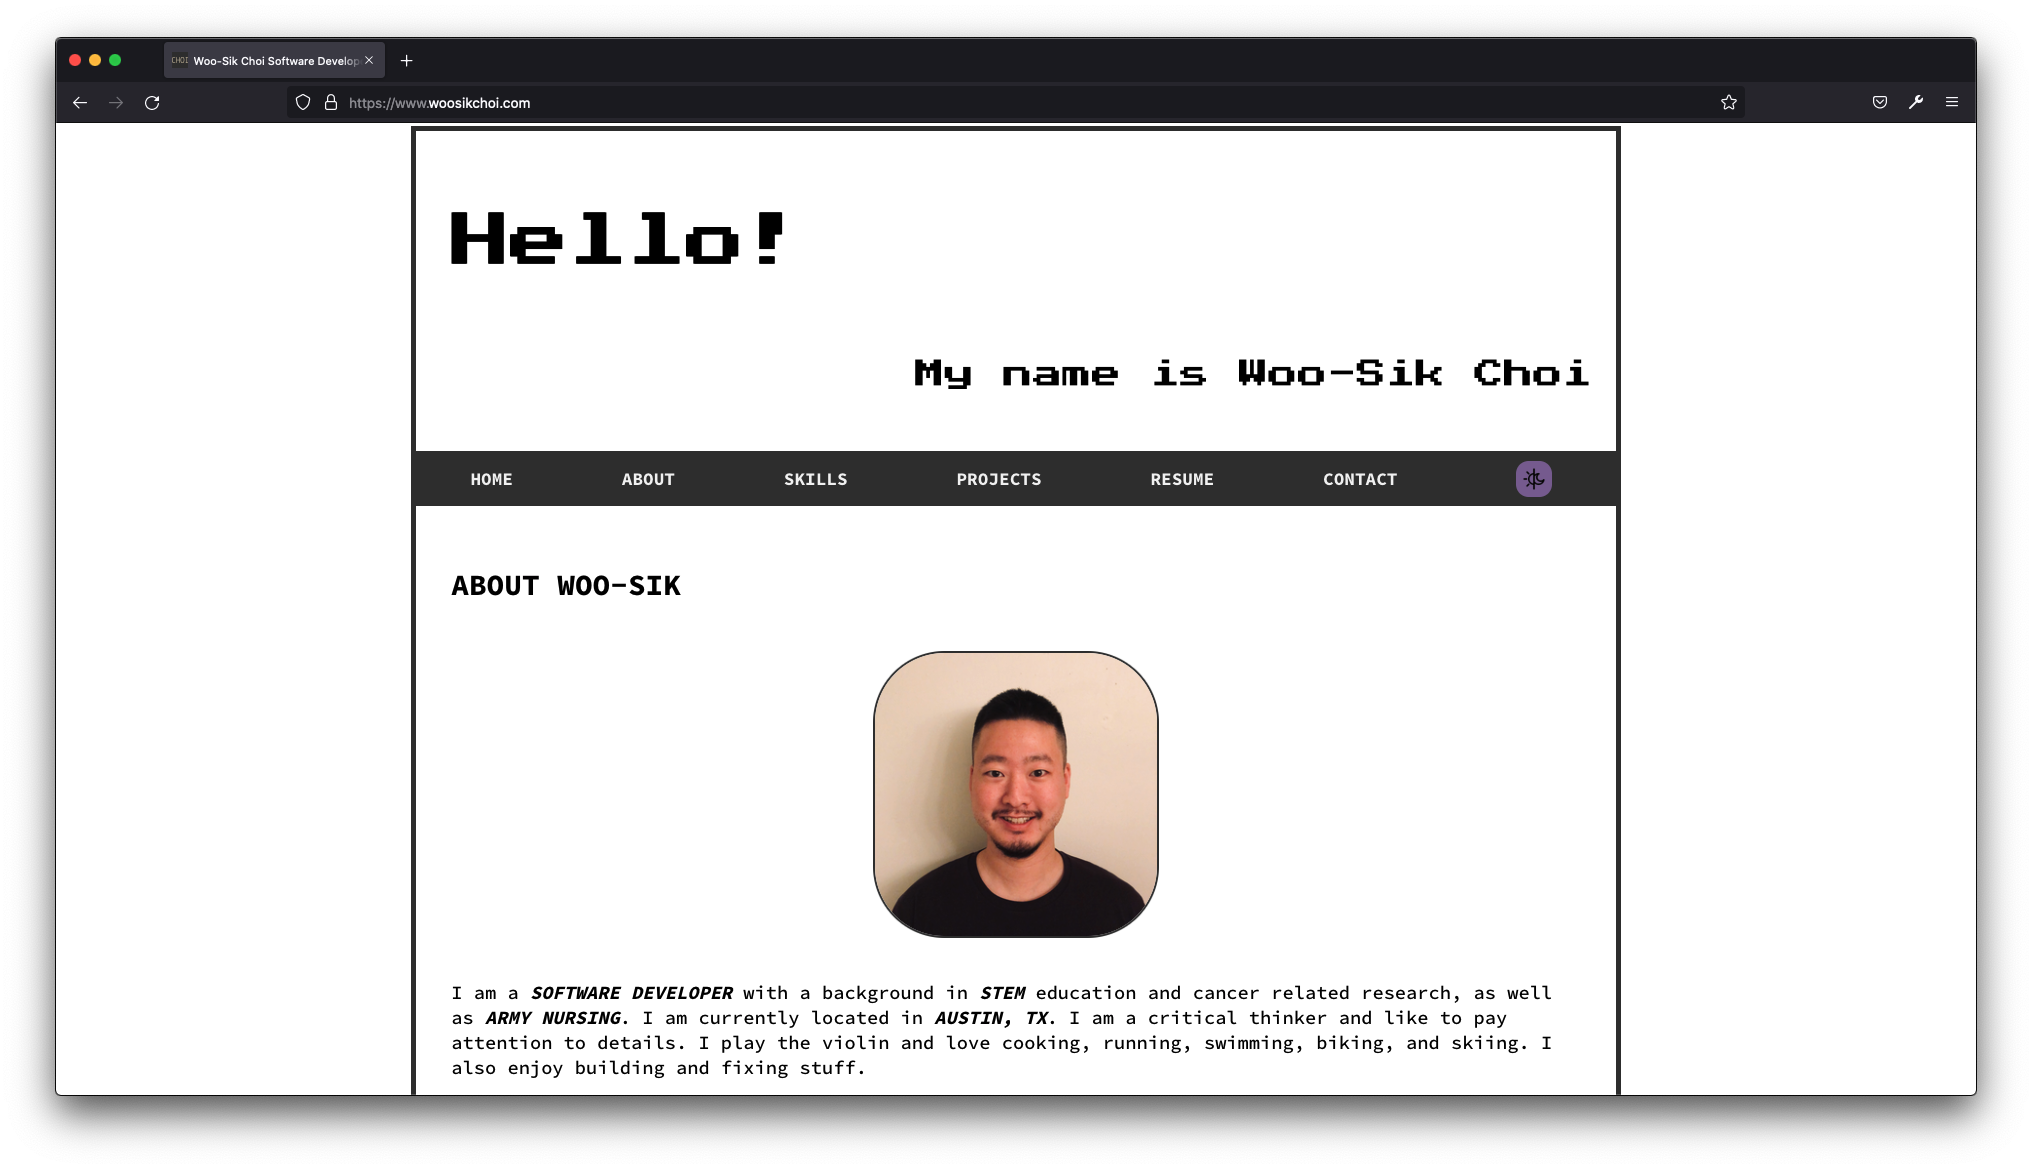 CHOI
Woo-Sik Choi Software Develop
https://www.woosikchoi.com
Hello!
My name is Woo-Sik Choi
HOME ABOUT SKILLS PROJECTS RESUME CONTACT
ABOUT WOO-SIK
I am a SOFTWARE DEVELOPER with a background in STEM education and cancer related research, as well
as ARMY NURSING. I am currently located in AUSTIN, TX. I am a critical thinker and like to pay
attention to details. I play the violin and love cooking, running, swimming, biking, and skiing. I
also enjoy building and fixing stuff.